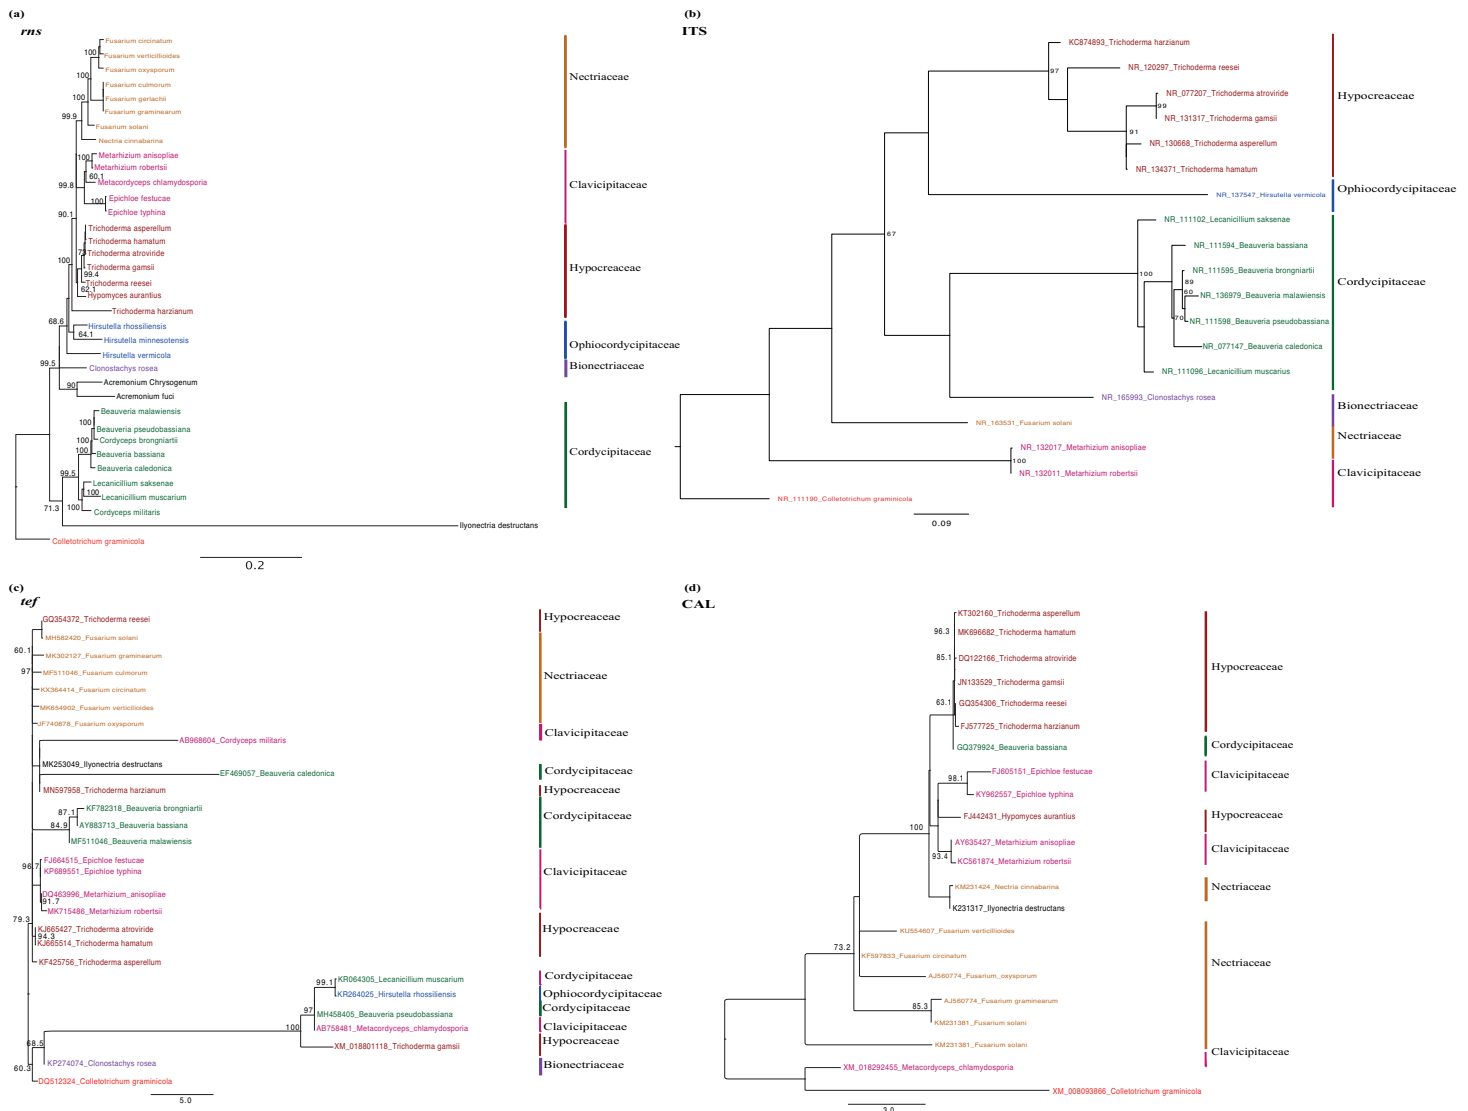 (a)
rns
Fusarium circinatum
Fusarium verticillioides
100
Fusarium oxysporum
100
Fusarium culmorum
100
Fusarium gerlachii
Fusarium graminearum
99.9
Fusarium solani
Nectria cinnabarina
Nectriaceae
Metarhizium anisopliae
100
Metarhizium robertsii
60.1
Metacordyceps chlamydosporia
99.8
Epichloe festucae
100
Epichloe typhina
Clavicipitaceae
90.1
Trichoderma asperellum
Trichoderma hamatum
Trichoderma atroviride
100
Trichoderma gamsii
99.4
Trichoderma reesei
62.1
Hypomyces aurantius
Trichoderma harzianum
Hypocreaceae
68.6
Hirsutella rhossiliensis
64.1
Hirsutella minnesotensis
Hirsutella vermicola
Ophiocordycipitaceae
99.5
Clonostachys rosea
Bionectriaceae
Acremonium Chrysogenum
90
Acremonium fuci
Beauveria malawiensis
100
Beauveria pseudobassiana
100
Cordyceps brongniartii
100
Beauveria bassiana
Beauveria caledonica
99.5
Lecanicillium saksenae
100
Lecanicillium muscarium
100
Cordyceps militaris
Cordycipitaceae
71.3
Ilyonectria destructans
Colletotrichum graminicola
0.2
(b)
ITS
KC874893_Trichoderma harzianum
97
NR_120297_Trichoderma reesei
NR_077207_Trichoderma atroviride
99
NR_131317_Trichoderma gamsii
91
NR_130668_Trichoderma asperellum
NR_134371_Trichoderma hamatum
Hypocreaceae
NR_137547_Hirsutella vermicola
Ophiocordycipitaceae
67
NR_111102_Lecanicillium saksenae
NR_111594_Beauveria bassiana
100
NR_111595_Beauveria brongniartii
89
60
NR_136979_Beauveria malawiensis
70
NR_111598_Beauveria pseudobassiana
NR_077147_Beauveria caledonica
NR_111096_Lecanicillium muscarius
Cordycipitaceae
NR_165993_Clonostachys rosea
Bionectriaceae
NR_163531_Fusarium solani
Nectriaceae
NR_132017_Metarhizium anisopliae
100
NR_132011_Metarhizium robertsii
Clavicipitaceae
NR_111190_Colletotrichum graminicola
0.09
(c)
tef
GQ354372_Trichoderma reesei
Hypocreaceae
MH582420_Fusarium solani
60.1
MK302127_Fusarium graminearum
97
MF511046_Fusarium culmorum
KX364414_Fusarium circinatum
MK654902_Fusarium verticilioides
JF740878_Fusarium oxysporum
Nectriaceae
Clavicipitaceae
AB968604_Cordyceps militaris
MK253049_Ilyonectria destructans
EF469057_Beauveria caledonica
Cordycipitaceae
MN597958_Trichoderma harzianum
Hypocreaceae
KF782318_Beauveria brongniartii
87.1
AY883713_Beauveria bassiana
84.9
MF511046_Beauveria malawiensis
Cordycipitaceae
FJ664515_Epichloe festucae
96.7
KP689551_Epichloe typhina
DQ463996_Metarhizium_anisopliae
91.7
MK715486_Metarhizium robertsii
Clavicipitaceae
79.3
KJ665427_Trichoderma atroviride
94.3
KJ665514_Trichoderma hamatum
KF425756_Trichoderma asperellum
Hypocreaceae
KR064305_Lecanicillium muscarium
Cordycipitaceae
99.1
KR264025_Hirsutella rhossiliensis
Ophiocordycipitaceae
97
MH458405_Beauveria pseudobassiana
Cordycipitaceae
100
AB758481_Metacordyceps_chlamydosporia
Clavicipitaceae
XM_018801118_Trichoderma gamsii
Hypocreaceae
68.5
KP274074_Clonostachys rosea
Bionectriaceae
60.3
DQ512324_Colletotrichum graminicola
5.0
(d)
CAL
KT302160_Trichoderma asperellum
96.3
MK696682_Trichoderma hamatum
85.1
DQ122166_Trichoderma atroviride
JN133529_Trichoderma gamsii
63.1
GQ354306_Trichoderma reesei
FJ577725_Trichoderma harzianum
Hypocreaceae
GQ379924_Beauveria bassiana
Cordycipitaceae
FJ605151_Epichloe festucae
98.1
KY962557_Epichloe typhina
Clavicipitaceae
FJ442431_Hypomyces aurantius
Hypocreaceae
100
AY635427_Metarhizium anisopliae
93.4
KC561874_Metarhizium robertsii
Clavicipitaceae
KM231424_Nectria cinnabarina
Nectriaceae
K231317_Ilyonectria destructans
KU554607_Fusarium verticillioides
73.2
KF597833_Fusarium circinatum
AJ560774_Fusarium_oxysporum
AJ560774_Fusarium graminearum
85.3
KM231381_Fusarium solani
KM231381_Fusarium solani
Nectriaceae
Clavicipitaceae
XM_018292455_Metacordyceps_chlamydosporia
XM_008093866_Colletotrichum graminicola
3.0